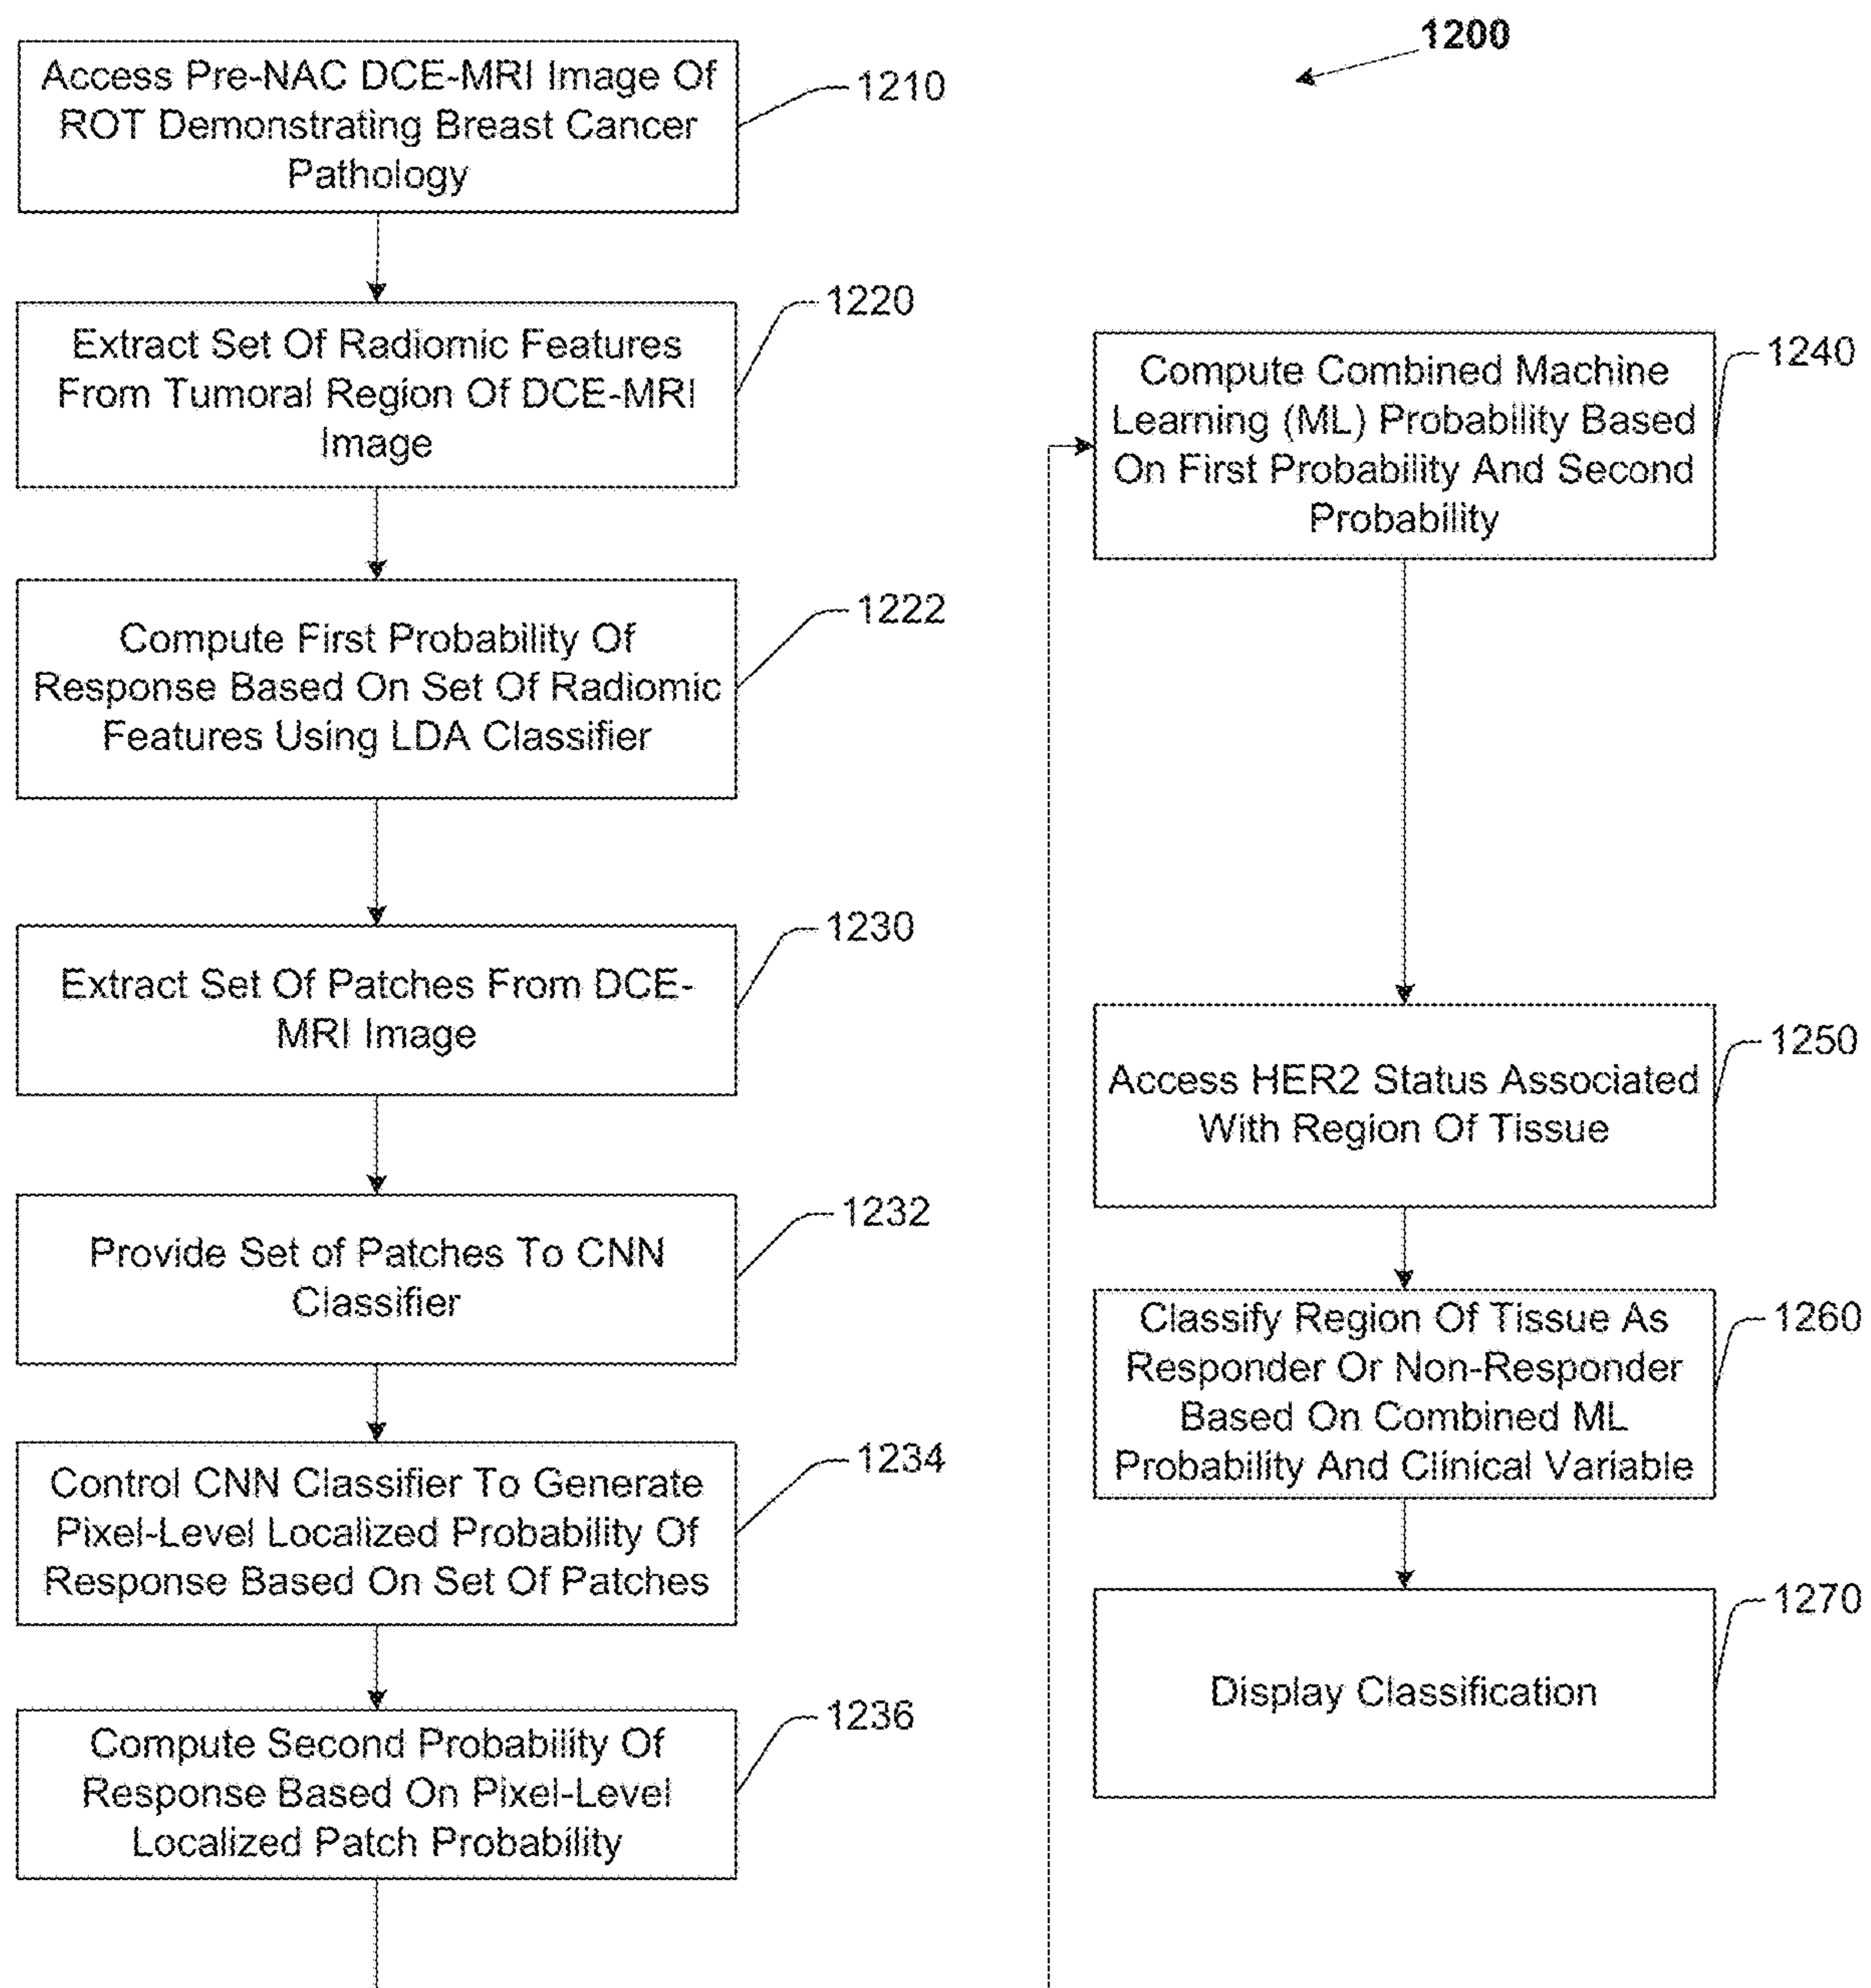 1200
Access Pre-NAC DCE-MRI Image Of
ROT Demonstrating Breast Cancer
Pathology
1210
Extract Set Of Radiomic Features
From Tumoral Region Of DCE-MRI
Image
1220
Compute First Probability Of
Response Based On Set Of Radiomic
Features Using LDA Classifier
1222
Extract Set Of Patches From DCE-
MRI Image
1230
Provide Set of Patches To CNN
Classifier
1232
Control CNN Classifier To Generate
Pixel-Level Localized Probability Of
Response Based On Set Of Patches
1234
Compute Second Probability Of
Response Based On Pixel-Level
Localized Patch Probability
1236
Compute Combined Machine
Learning (ML) Probability Based
On First Probability And Second
Probability
1240
Access HER2 Status Associated
With Region Of Tissue
1250
Classify Region Of Tissue As
Responder Or Non-Responder
Based On Combined ML
Probability And Clinical Variable
1260
Display Classification
1270